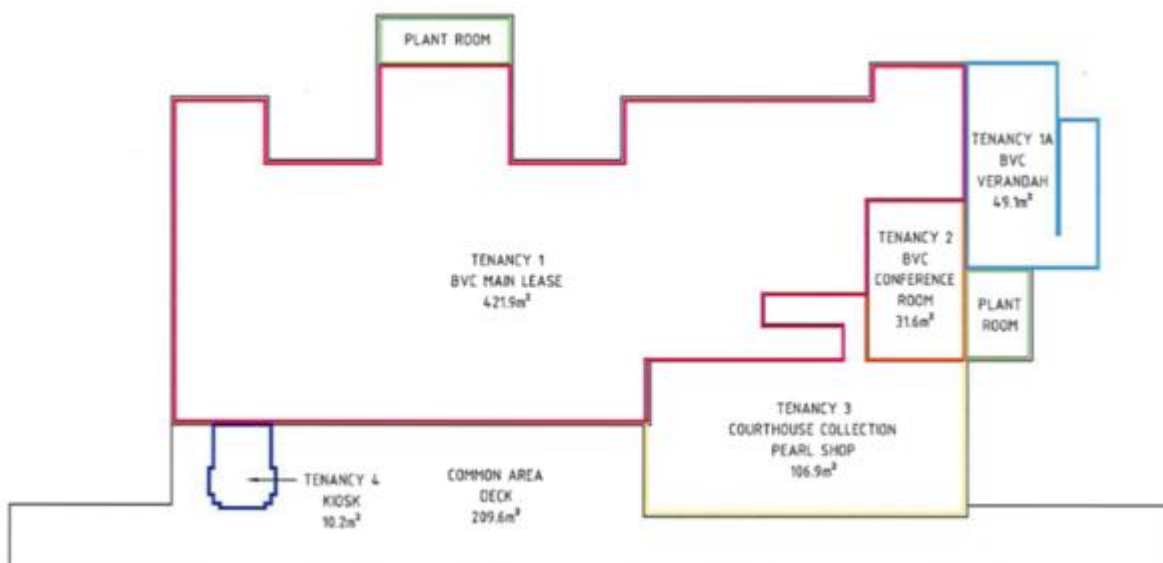 PLANT ROOM
TENANCY 1A
BVC
VERANDAH
49.1m²
TENANCY 2
BVC
CONFERENCE
ROOM
31.6m²
TENANCY 1
BVC MAIN LEASE
421.9m²
PLANT
ROOM
TENANCY 3
COURTHOUSE COLLECTION
PEARL SHOP
106.9m²
TENANCY 4
KIOSK
10.2m²
COMMON AREA
DECK
209.6m²